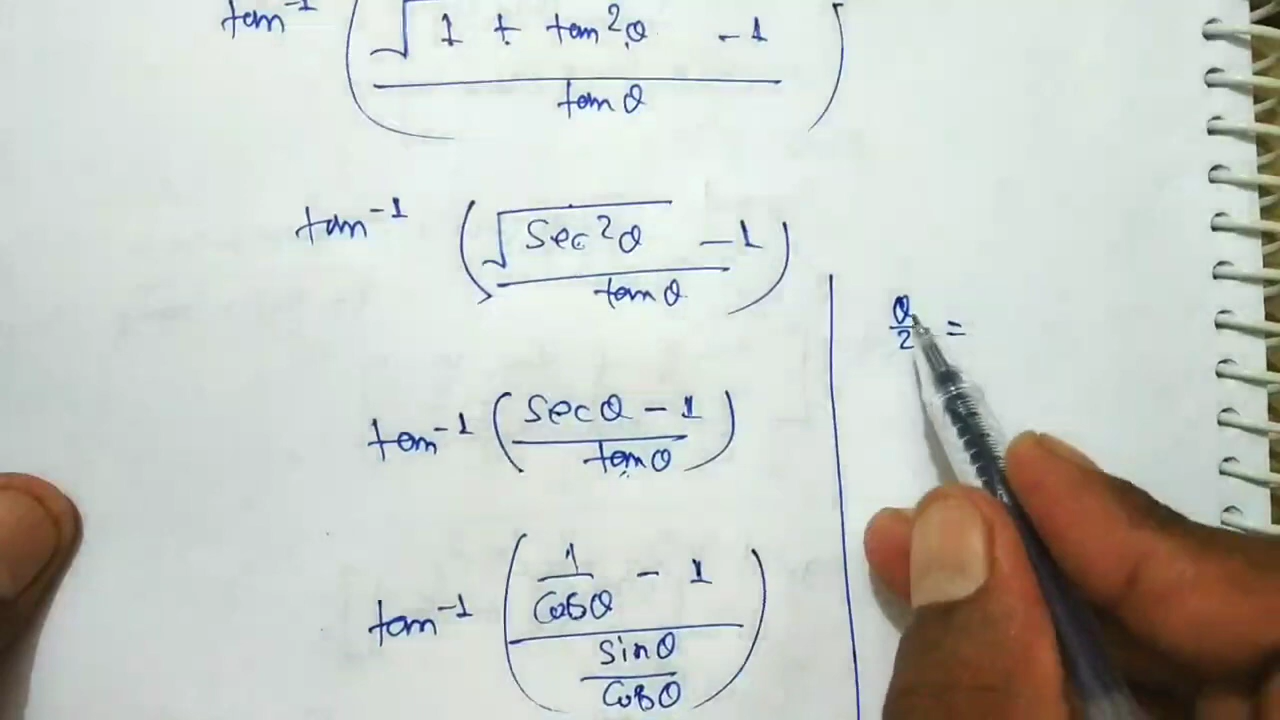 tan⁻¹ ( (√1 + tan²θ − 1) / tanθ )
tan⁻¹ ( (√sec²θ − 1) / tanθ )
θ/2 =
tan⁻¹ ( (secθ − 1) / tanθ )
tan⁻¹ ( (1/cosθ − 1) / (sinθ/cosθ) )